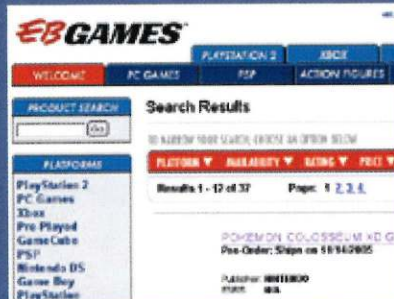 EBGAMES
PLAYSTATION 2 XBOX
WELCOME PC GAMES PSP ACTION FIGURES
PRODUCT SEARCH
Go
Search Results
TO NARROW YOUR SEARCH, CHOOSE AN OPTION BELOW
PLATFORM AVAILABILITY RATING PRICE
Results 1 - 12 of 37 Page: 1 2 3 4
PLATFORMS
PlayStation 2
PC Games
Xbox
Pre Played
GameCube
PSP
Nintendo DS
Game Boy
PlayStation
POKEMON COLOSSEUM XD G
Pre-Order: Ships on
Publisher: NINTENDO